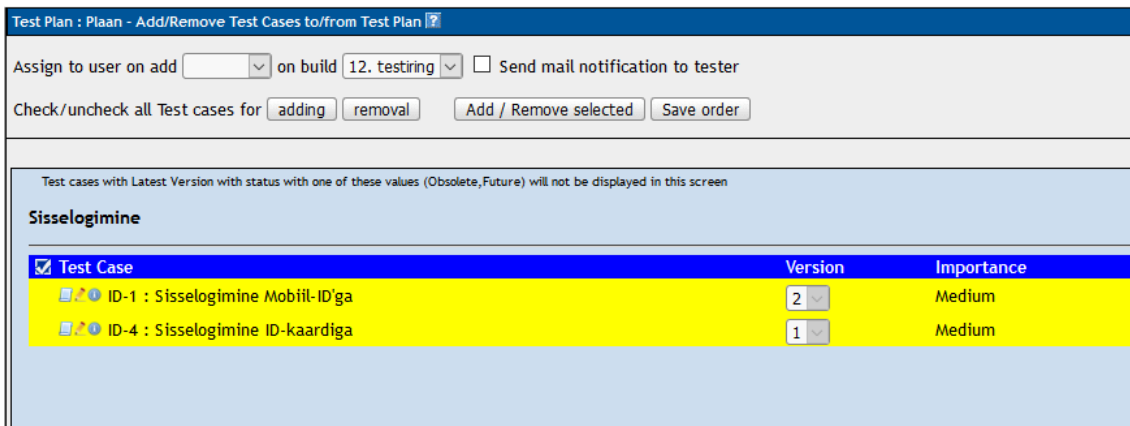 Test Plan : Plaan - Add/Remove Test Cases to/from Test Plan ?
Assign to user on add on build 12. testiring Send mail notification to tester
Check/uncheck all Test cases for adding removal Add / Remove selected Save order
Test cases with Latest Version with status with one of these values (Obsolete,Future) will not be displayed in this screen
Sisselogimine
Test Case Version Importance
ID-1 : Sisselogimine Mobiil-ID'ga 2 Medium
ID-4 : Sisselogimine ID-kaardiga 1 Medium